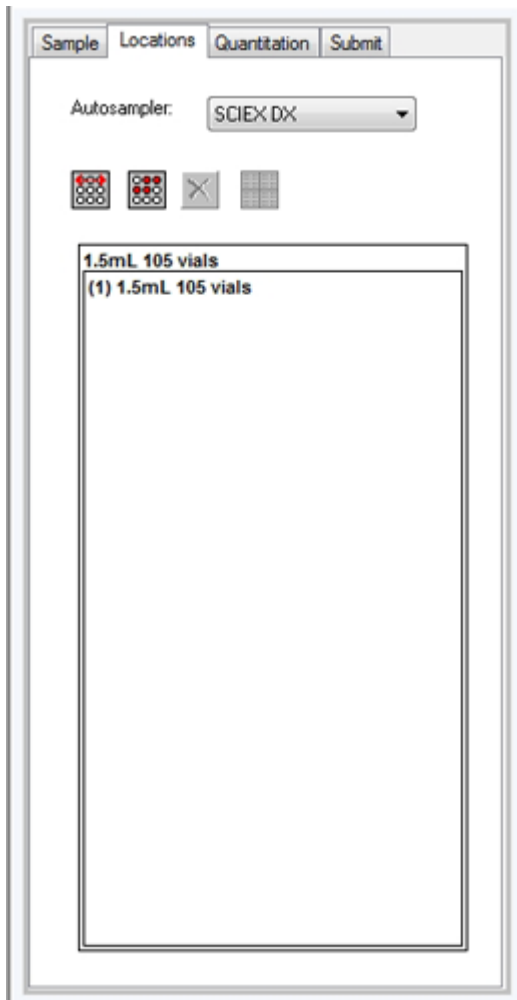 Sample Locations Quantitation Submit
Autosampler: SCIEX DX
1.5mL 105 vials
(1) 1.5mL 105 vials